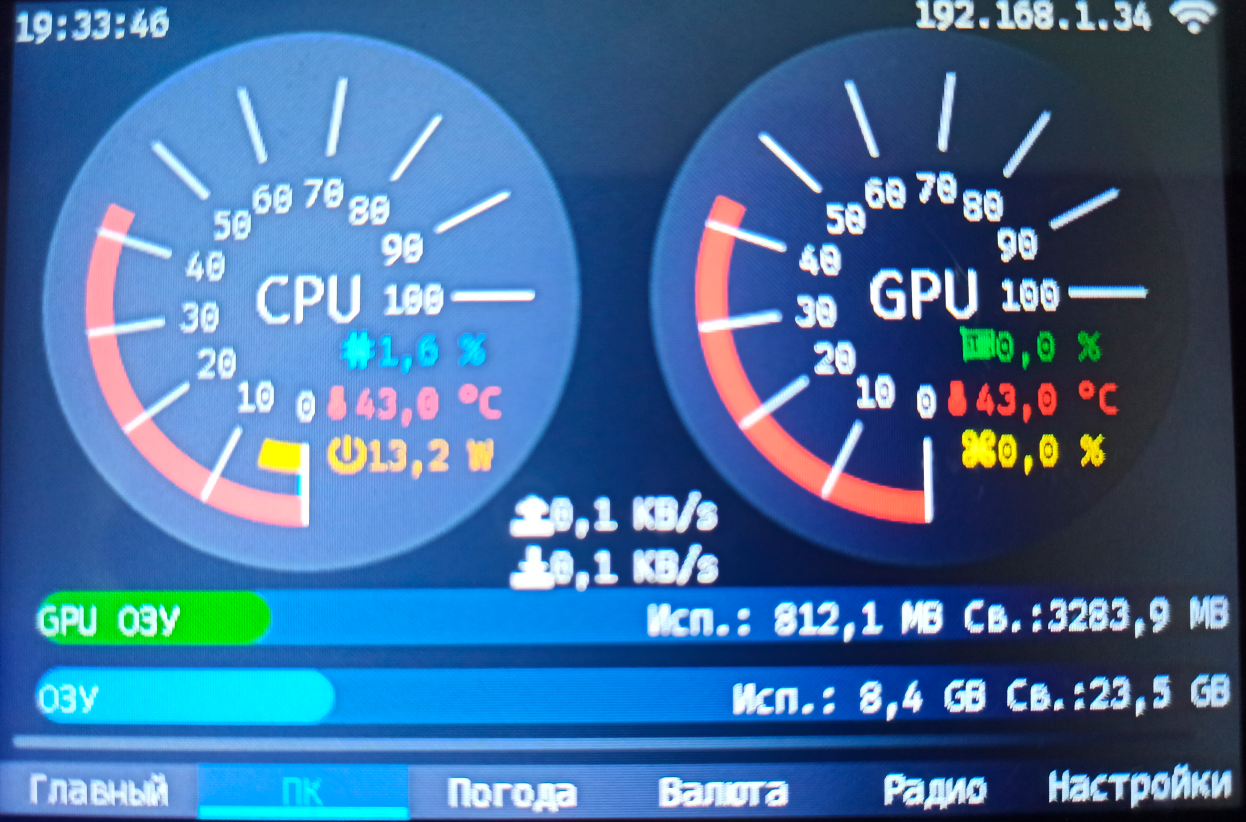 19:33:46
192.168.1.34
60 70 80
50 90
40 CPU 100
30
20
10 0
1,6 %
43,0 °C
13,2 W
60 70 80
50 90
40 GPU 100
30
20
10 0
0,0 %
43,0 °C
0,0 %
0,1 KB/s
0,1 KB/s
GPU ОЗУ Исп.: 812,1 MB Св.:3283,9 MB
ОЗУ Исп.: 8,4 GB Св.:23,5 GB
Главный ПК Погода Валюта Радио Настройки